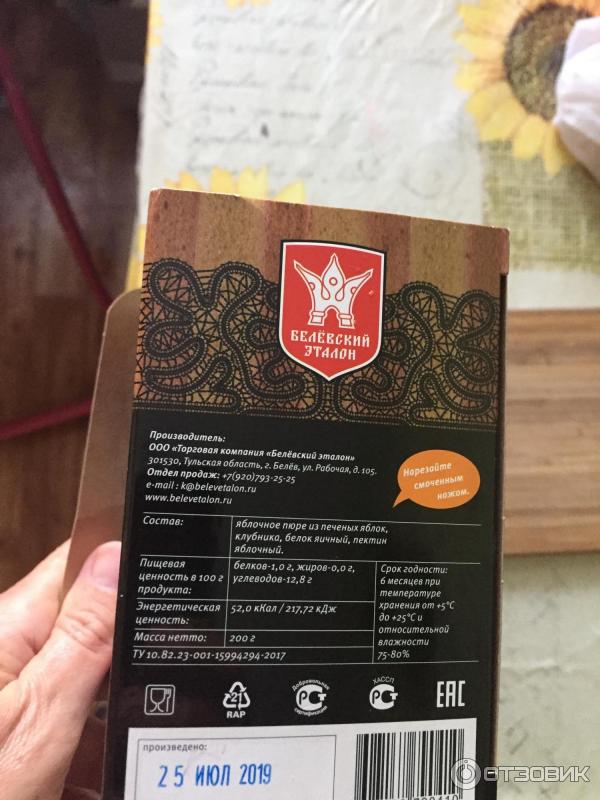 БЕЛЁВСКИЙ
ЭТАЛОН
Производитель:
ООО «Торговая компания «Белёвский эталон»
301530, Тульская область, г. Белёв, ул. Рабочая, д. 105.
Отдел продаж: +7(920)793-25-25
e-mail : k@belevetalon.ru
www.belevetalon.ru
Нарезайте
смоченным
ножом.
Состав:
яблочное пюре из печеных яблок,
клубника, белок яичный, пектин
яблочный.
Пищевая
ценность в 100 г
продукта:
белков-1,0 г, жиров-0,0 г,
углеводов-12,8 г
Энергетическая
ценность:
52,0 кКал / 217,72 кДж
Масса нетто:
200 г
ТУ 10.82.23-001-15994294-2017
Срок годности:
6 месяцев при
температуре
хранения от +5°С
до +25°С и
относительной
влажности
75-80%
21
RAP
Добровольная
сертификация
ХАССП
ЕАС
произведено:
25 ИЮЛ 2019
ОТЗОВИК